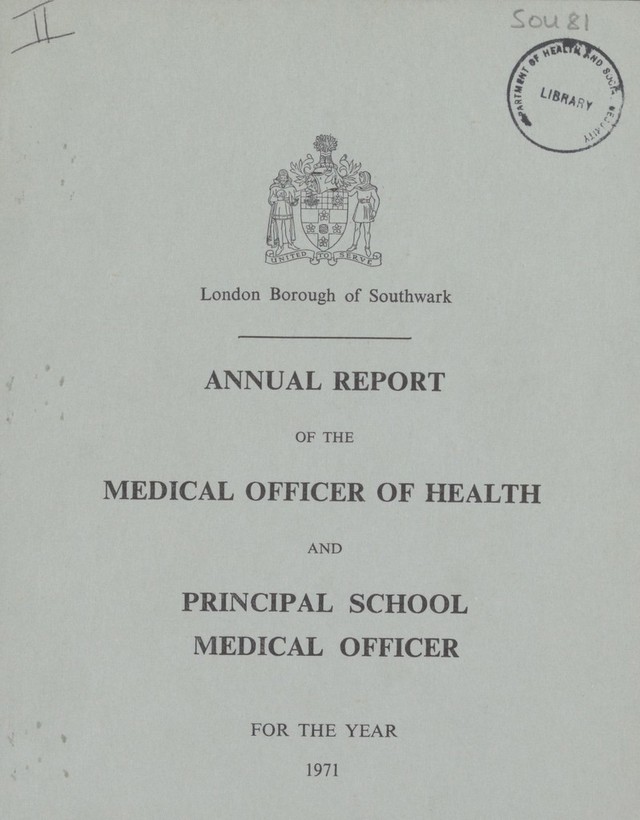 II
SOU 81
DEPARTMENT OF HEALTH AND SOCIAL SECURITY
LIBRARY
UNITED TO SERVE
London Borough of Southwark
ANNUAL REPORT
OF THE
MEDICAL OFFICER OF HEALTH
AND
PRINCIPAL SCHOOL
MEDICAL OFFICER
FOR THE YEAR
1971